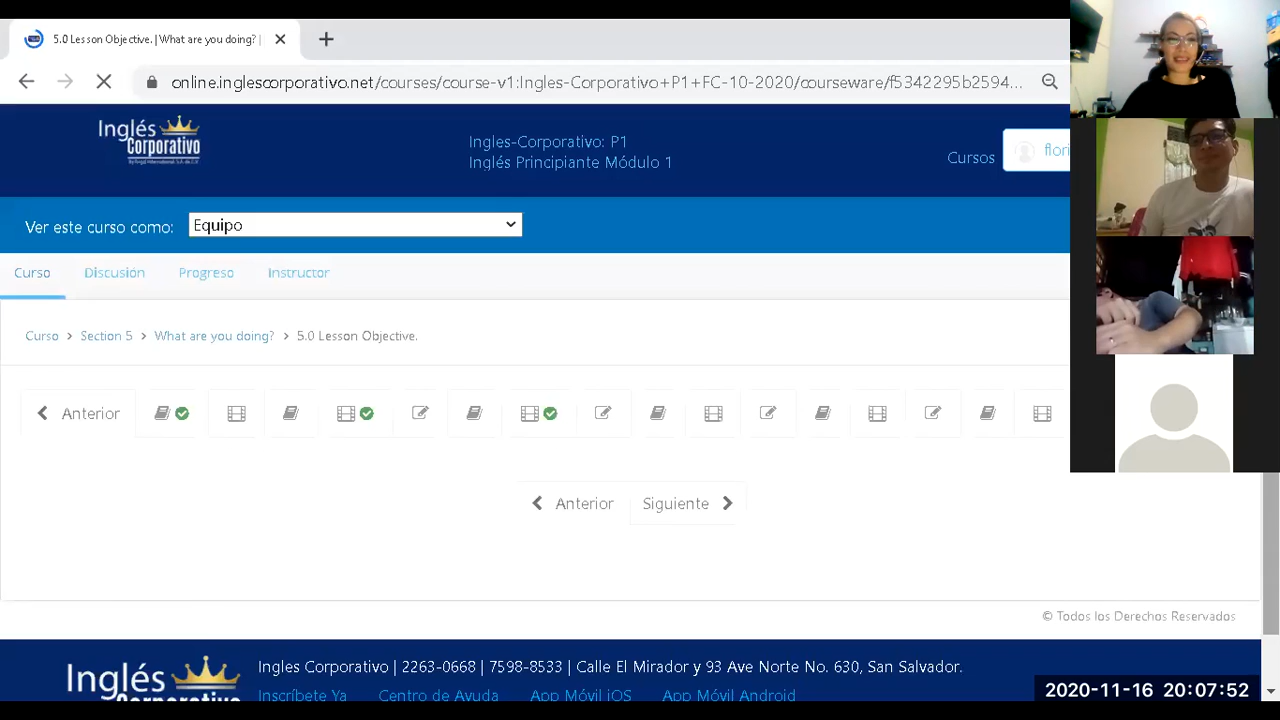 5.0 Lesson Objective. | What are you doing? |
online.inglescorporativo.net/courses/course-v1:Ingles-Corporativo+P1+FC-10-2020/courseware/f5342295b2594...
Inglés
Corporativo
Ingles-Corporativo: P1
Inglés Principiante Módulo 1
Cursos
flori
Ver este curso como:
Equipo
Curso
Discusión
Progreso
Instructor
Curso > Section 5 > What are you doing? > 5.0 Lesson Objective.
Anterior
Anterior
Siguiente
© Todos los Derechos Reservados
Inglés
Corporativo
Ingles Corporativo | 2263-0668 | 7598-8533 | Calle El Mirador y 93 Ave Norte No. 630, San Salvador.
Inscríbete Ya
Centro de Ayuda
App Móvil iOS
App Móvil Android
2020-11-16 20:07:52